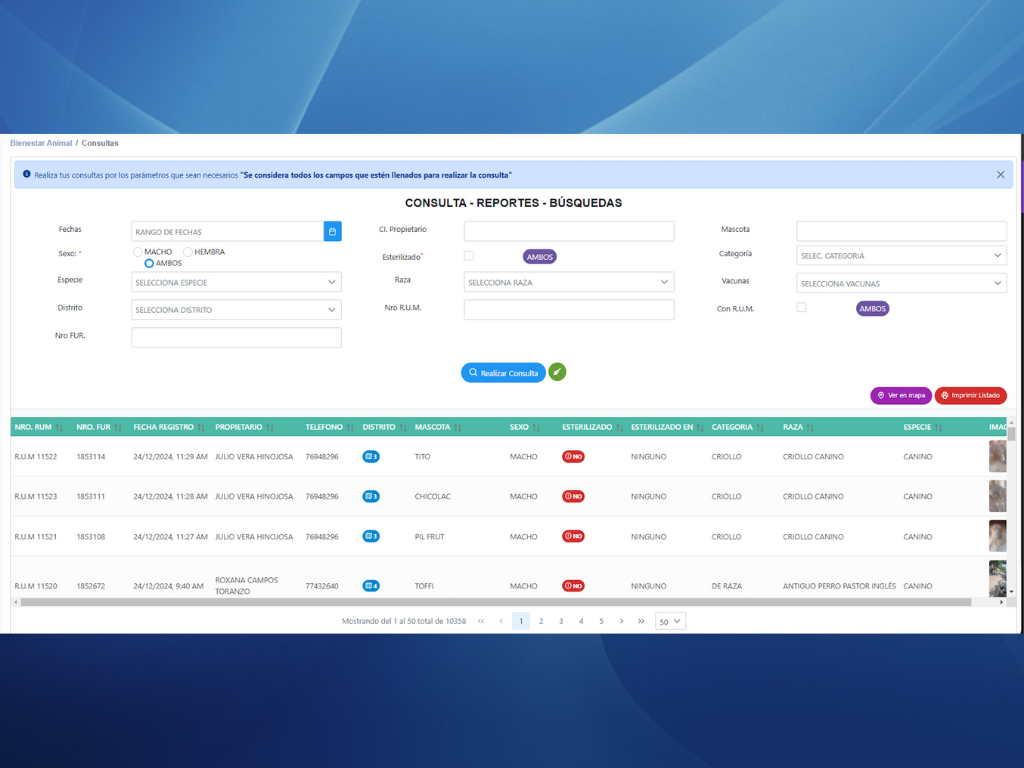 Bienestar Animal / Consultas
Realiza tus consultas por los parámetros que sean necesarios "Se considera todos los campos que estén llenados para realizar la consulta"
CONSULTA - REPORTES - BÚSQUEDAS
Fechas RANGO DE FECHAS CI. Propietario Mascota
Sexo: * MACHO HEMBRA AMBOS Esterilizado* AMBOS Categoría SELEC. CATEGORIA
Especie SELECCIONA ESPECIE Raza SELECCIONA RAZA Vacunas SELECCIONA VACUNAS
Distrito SELECCIONA DISTRITO Nro R.U.M. Con R.U.M. AMBOS
Nro FUR.
Realizar Consulta
Ver en mapa Imprimir Listado
NRO. RUM NRO. FUR FECHA REGISTRO PROPIETARIO TELEFONO DISTRITO MASCOTA SEXO ESTERILIZADO ESTERILIZADO EN CATEGORIA RAZA ESPECIE IMAG
R.U.M 11522 1853114 24/12/2024, 11:29 AM JULIO VERA HINOJOSA 76948296 3 TITO MACHO NO NINGUNO CRIOLLO CRIOLLO CANINO CANINO
R.U.M 11523 1853111 24/12/2024, 11:28 AM JULIO VERA HINOJOSA 76948296 3 CHICOLAC MACHO NO NINGUNO CRIOLLO CRIOLLO CANINO CANINO
R.U.M 11521 1853108 24/12/2024, 11:27 AM JULIO VERA HINOJOSA 76948296 3 PIL FRUT MACHO NO NINGUNO CRIOLLO CRIOLLO CANINO CANINO
R.U.M 11520 1852672 24/12/2024, 9:40 AM ROXANA CAMPOS TORANZO 77432640 4 TOFFI MACHO NO NINGUNO DE RAZA ANTIGUO PERRO PASTOR INGLÉS CANINO
Mostrando del 1 al 50 total de 10358 « ‹ 1 2 3 4 5 › » 50